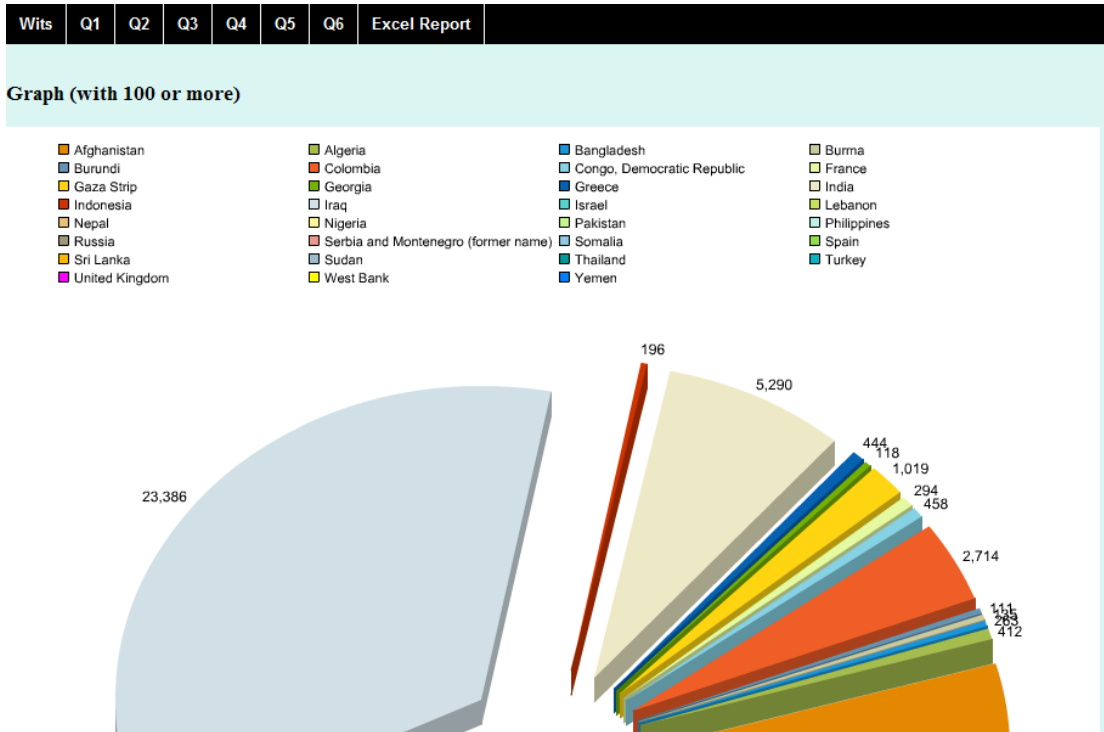 Wits Q1 Q2 Q3 Q4 Q5 Q6 Excel Report
Graph (with 100 or more)
Afghanistan Algeria Bangladesh Burma
Burundi Colombia Congo, Democratic Republic France
Gaza Strip Georgia Greece India
Indonesia Iraq Israel Lebanon
Nepal Nigeria Pakistan Philippines
Russia Serbia and Montenegro (former name) Somalia Spain
Sri Lanka Sudan Thailand Turkey
United Kingdom West Bank Yemen
196
5,290
444
118
1,019
23,386
294
458
2,714
111
263
412